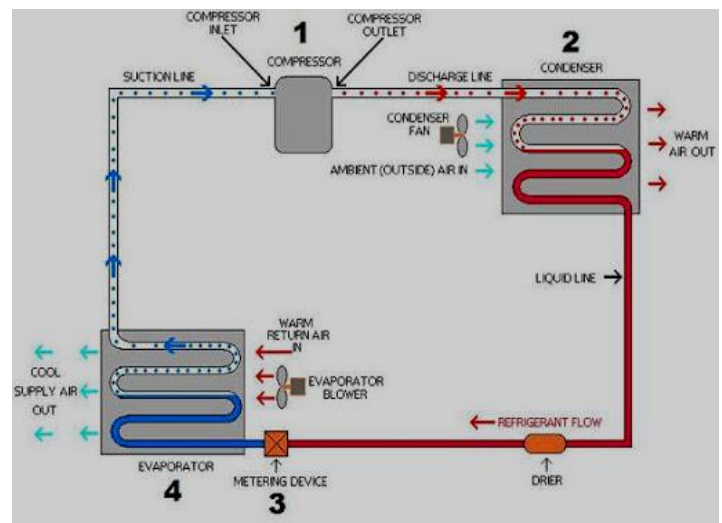 COMPRESSOR
INLET
1
COMPRESSOR
OUTLET
2
COMPRESSOR
CONDENSER
SUCTION LINE
DISCHARGE LINE
CONDENSER
FAN
WARM
AIR OUT
AMBIENT (OUTSIDE) AIR IN
LIQUID LINE
WARM
RETURN AIR
IN
COOL
SUPPLY AIR
OUT
EVAPORATOR
BLOWER
REFRIGERANT FLOW
EVAPORATOR
4
METERING DEVICE
3
DRIER